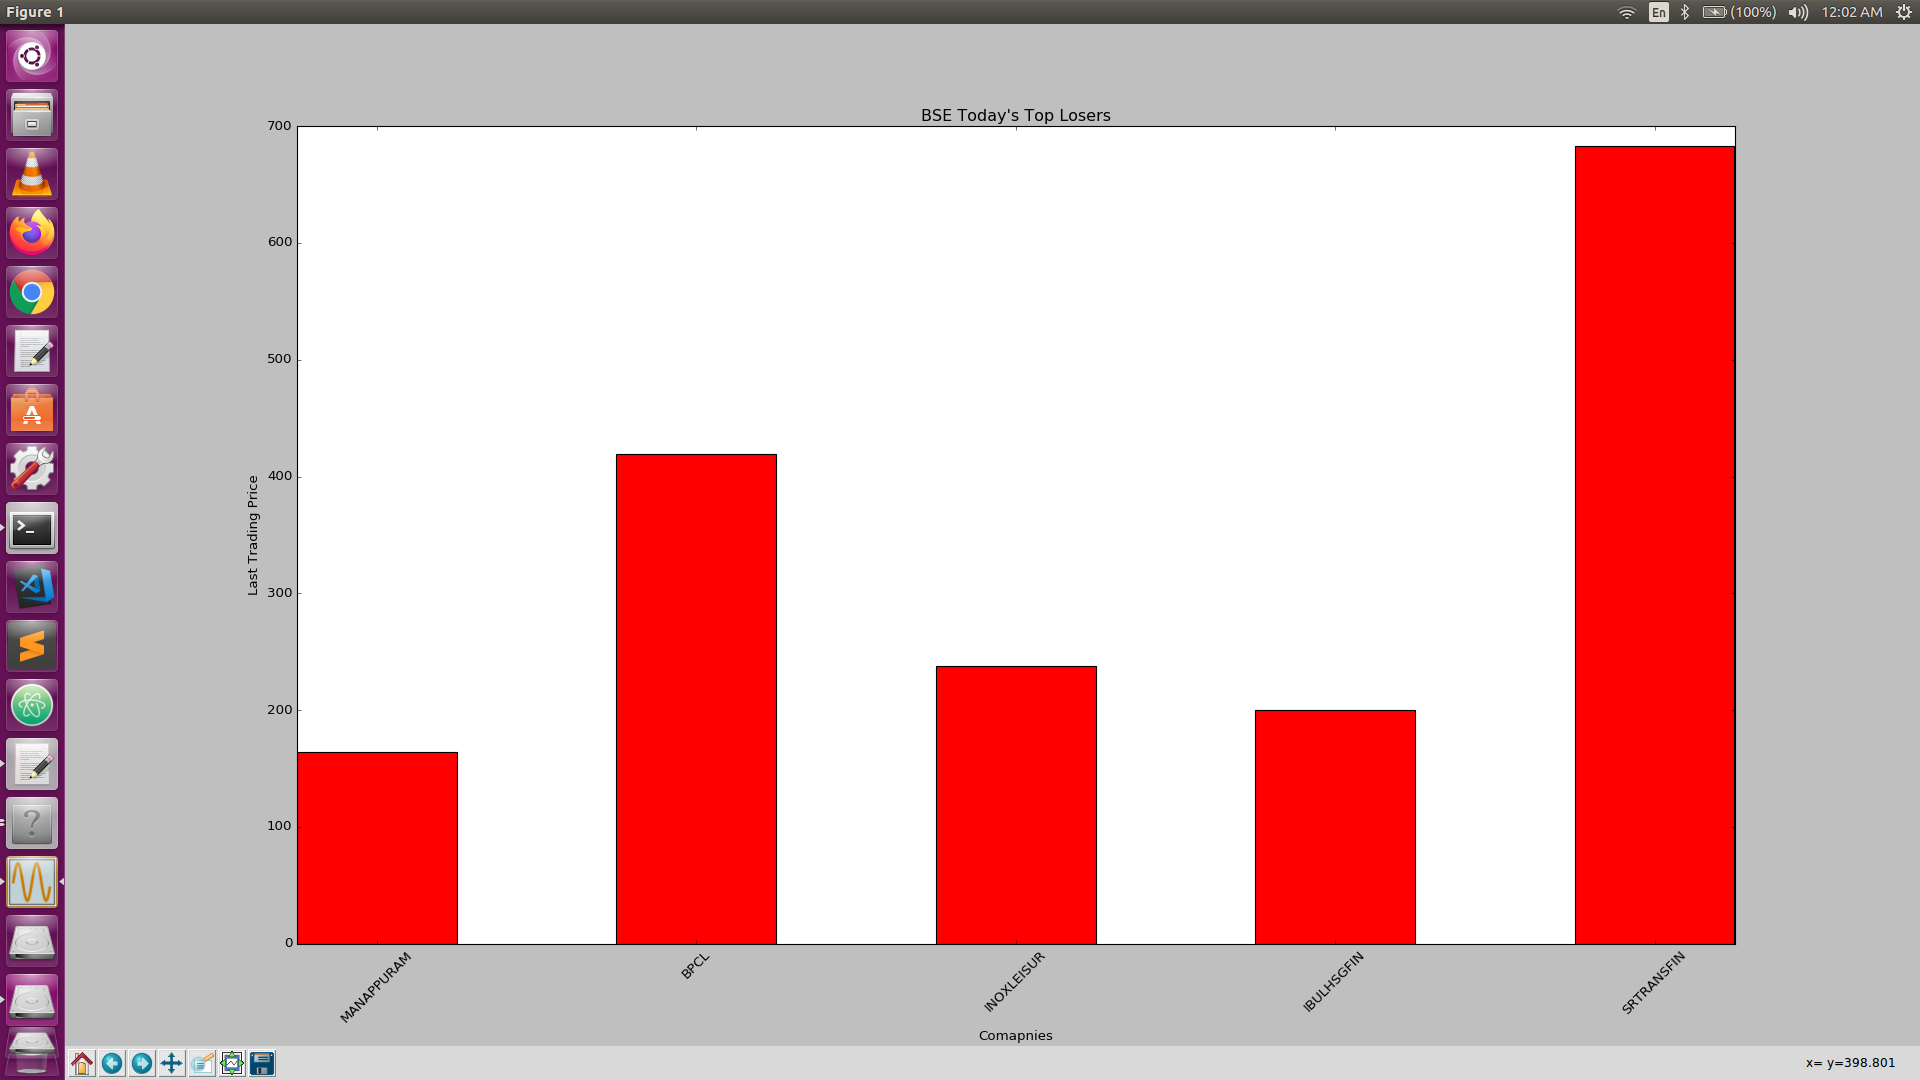 Figure 1
En
(100%)
12:02 AM
BSE Today's Top Losers
700
600
500
400
300
200
100
0
Last Trading Price
MANAPPURAM
BPCL
INOXLEISUR
IBULHSGFIN
SRTRANSFIN
Comapnies
x= y=398.801